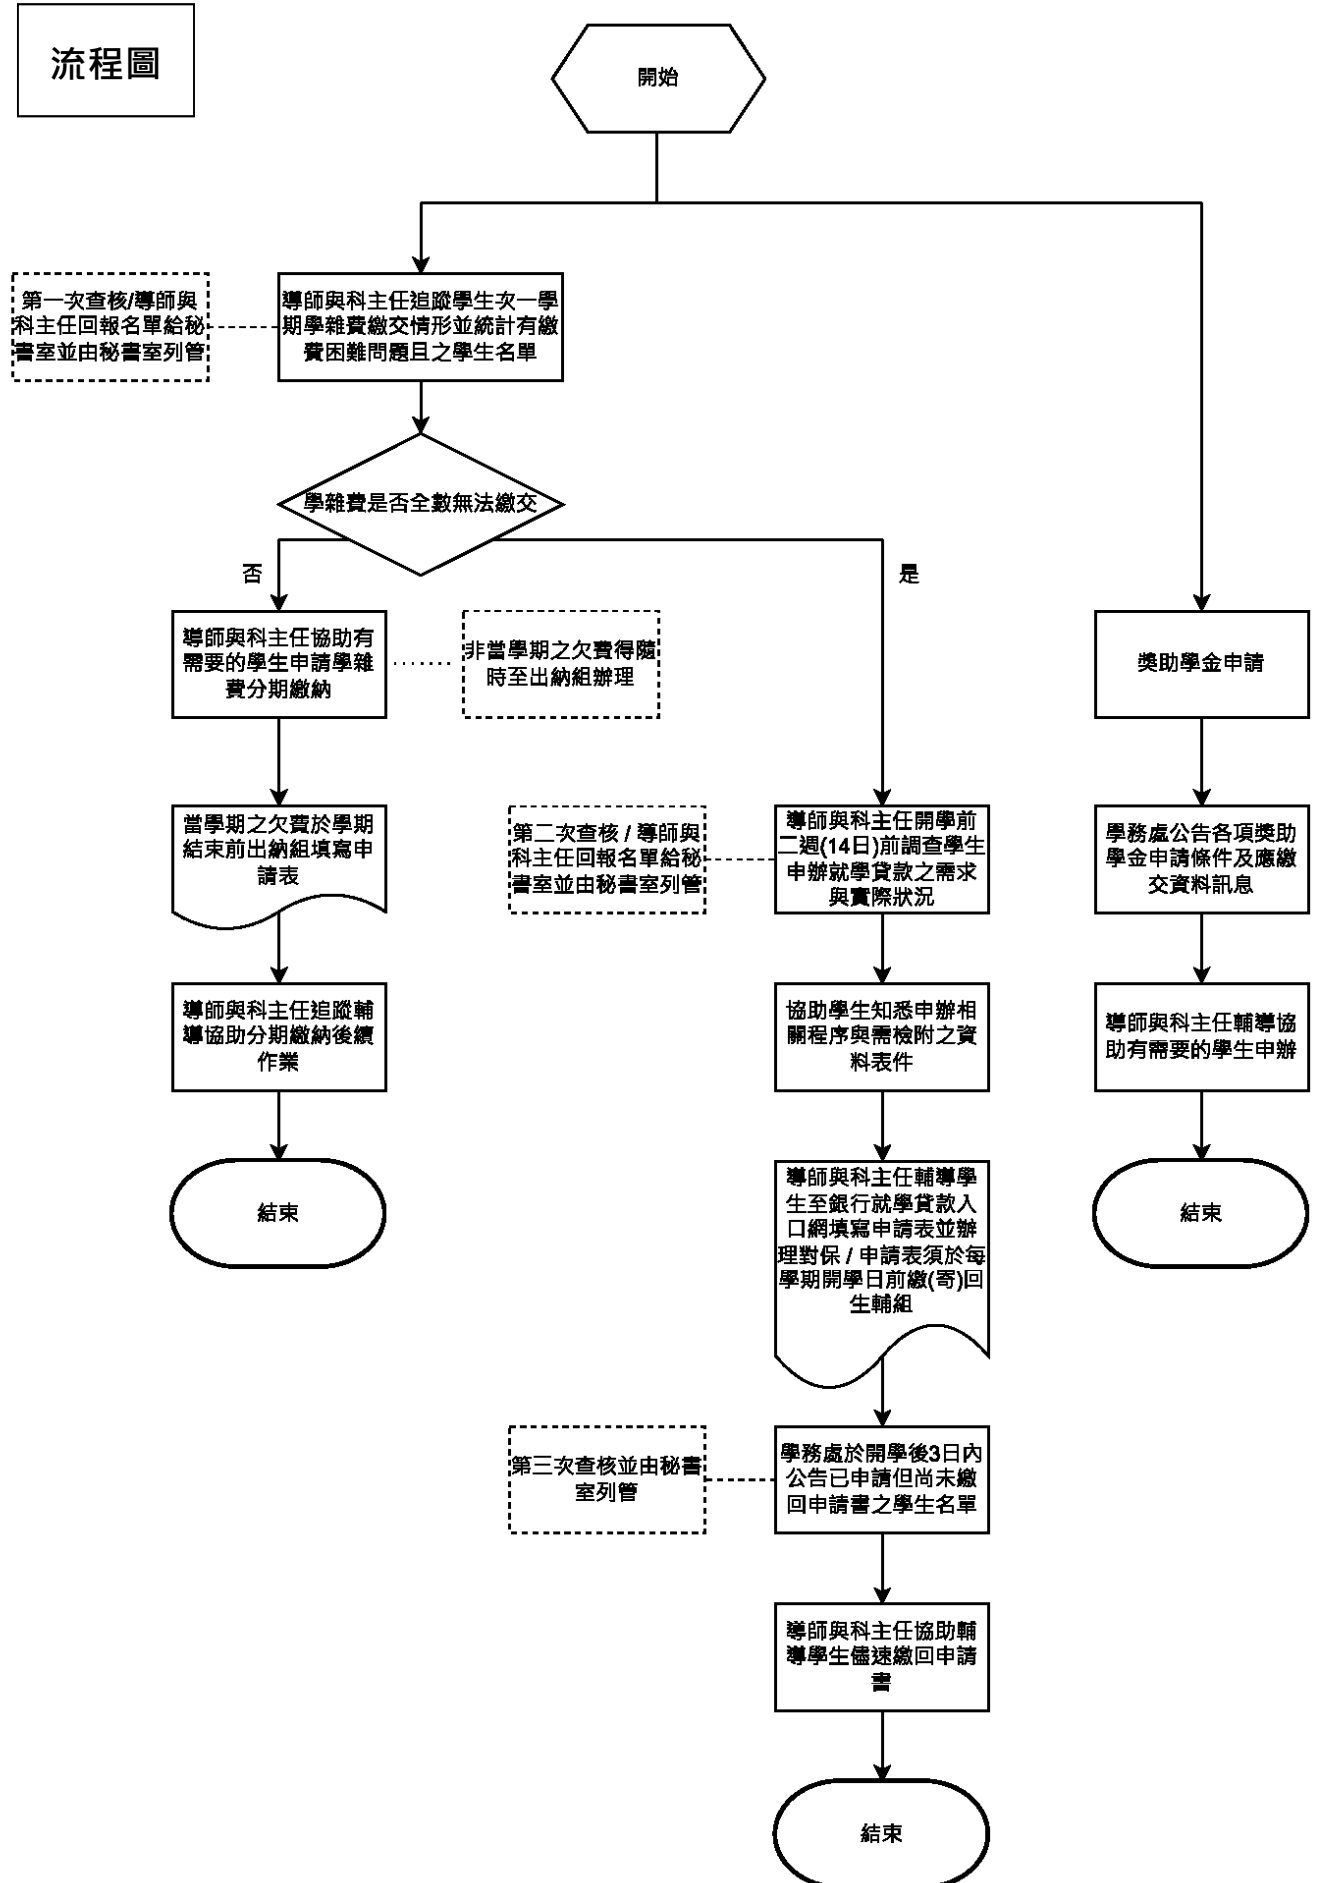 流程圖
開始
第一次查核/導師與
科主任回報名單給秘
書室並由秘書室列管
導師與科主任追蹤學生次一學
期學雜費繳交情形並統計有繳
費困難問題且之學生名單
學雜費是否全數無法繳交
否
是
導師與科主任協助有
需要的學生申請學雜
費分期繳納
非當學期之欠費得隨
時至出納組辦理
獎助學金申請
當學期之欠費於學期
結束前出納組填寫申
請表
第二次查核 / 導師與
科主任回報名單給秘
書室並由秘書室列管
導師與科主任開學前
二週(14日)前調查學生
申辦就學貸款之需求
與實際狀況
學務處公告各項獎助
學金申請條件及應繳
交資料訊息
導師與科主任追蹤輔
導協助分期繳納後續
作業
協助學生知悉申辦相
關程序與需檢附之資
料表件
導師與科主任輔導協
助有需要的學生申辦
結束
導師與科主任輔導學
生至銀行就學貸款入
口網填寫申請表並辦
理對保 / 申請表須於每
學期開學日前繳(寄)回
生輔組
結束
第三次查核並由秘書
室列管
學務處於開學後3日內
公告已申請但尚未繳
回申請書之學生名單
導師與科主任協助輔
導學生儘速繳回申請
書
結束